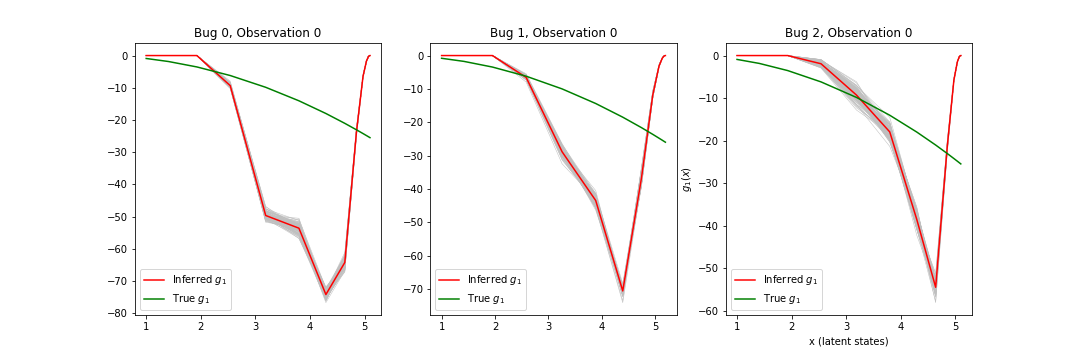 Bug 0, Observation 0
0
−10
−20
−30
−40
−50
−60
−70
−80
1 2 3 4 5
Inferred g₁
True g₁
Bug 1, Observation 0
0
−10
−20
−30
−40
−50
−60
−70
1 2 3 4 5
Inferred g₁
True g₁
Bug 2, Observation 0
g₁(x)
0
−10
−20
−30
−40
−50
−60
1 2 3 4 5
x (latent states)
Inferred g₁
True g₁